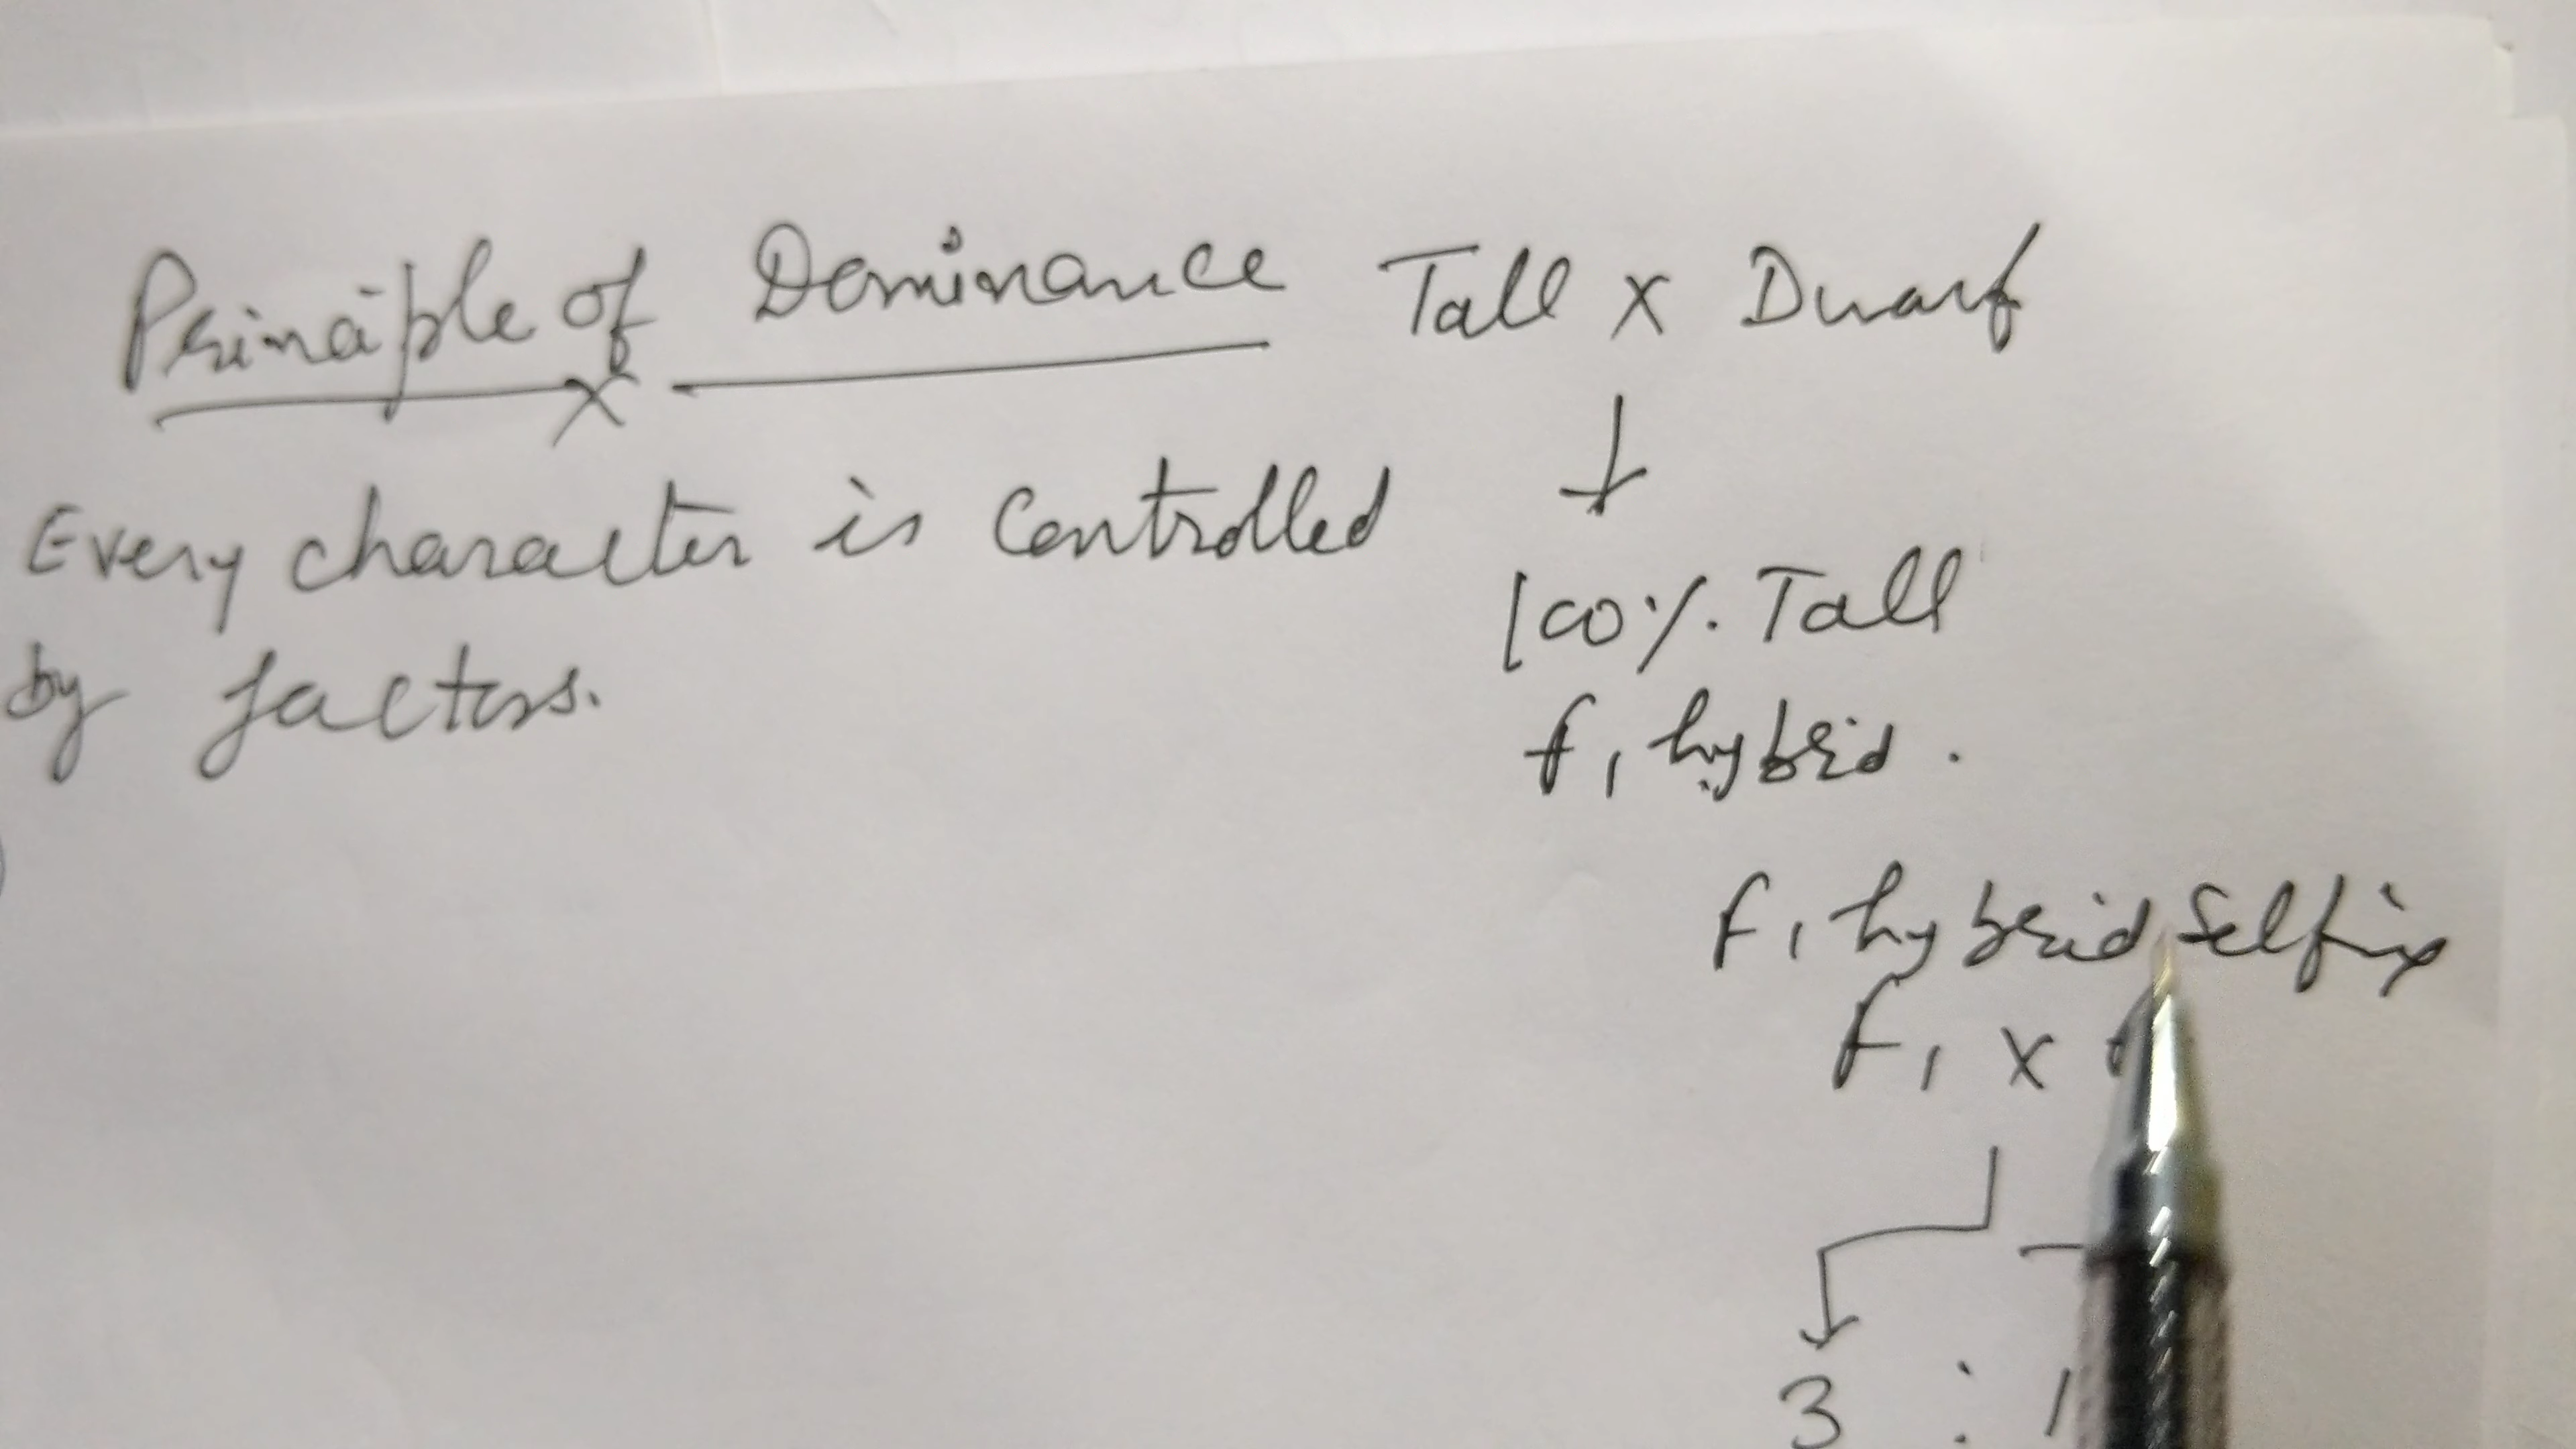 Principle of Dominance
Every character is controlled
by factors.
Tall x Dwarf
100% Tall
F1 hybrid.
F1 hybrid Selfing
F1 x
3 : 1